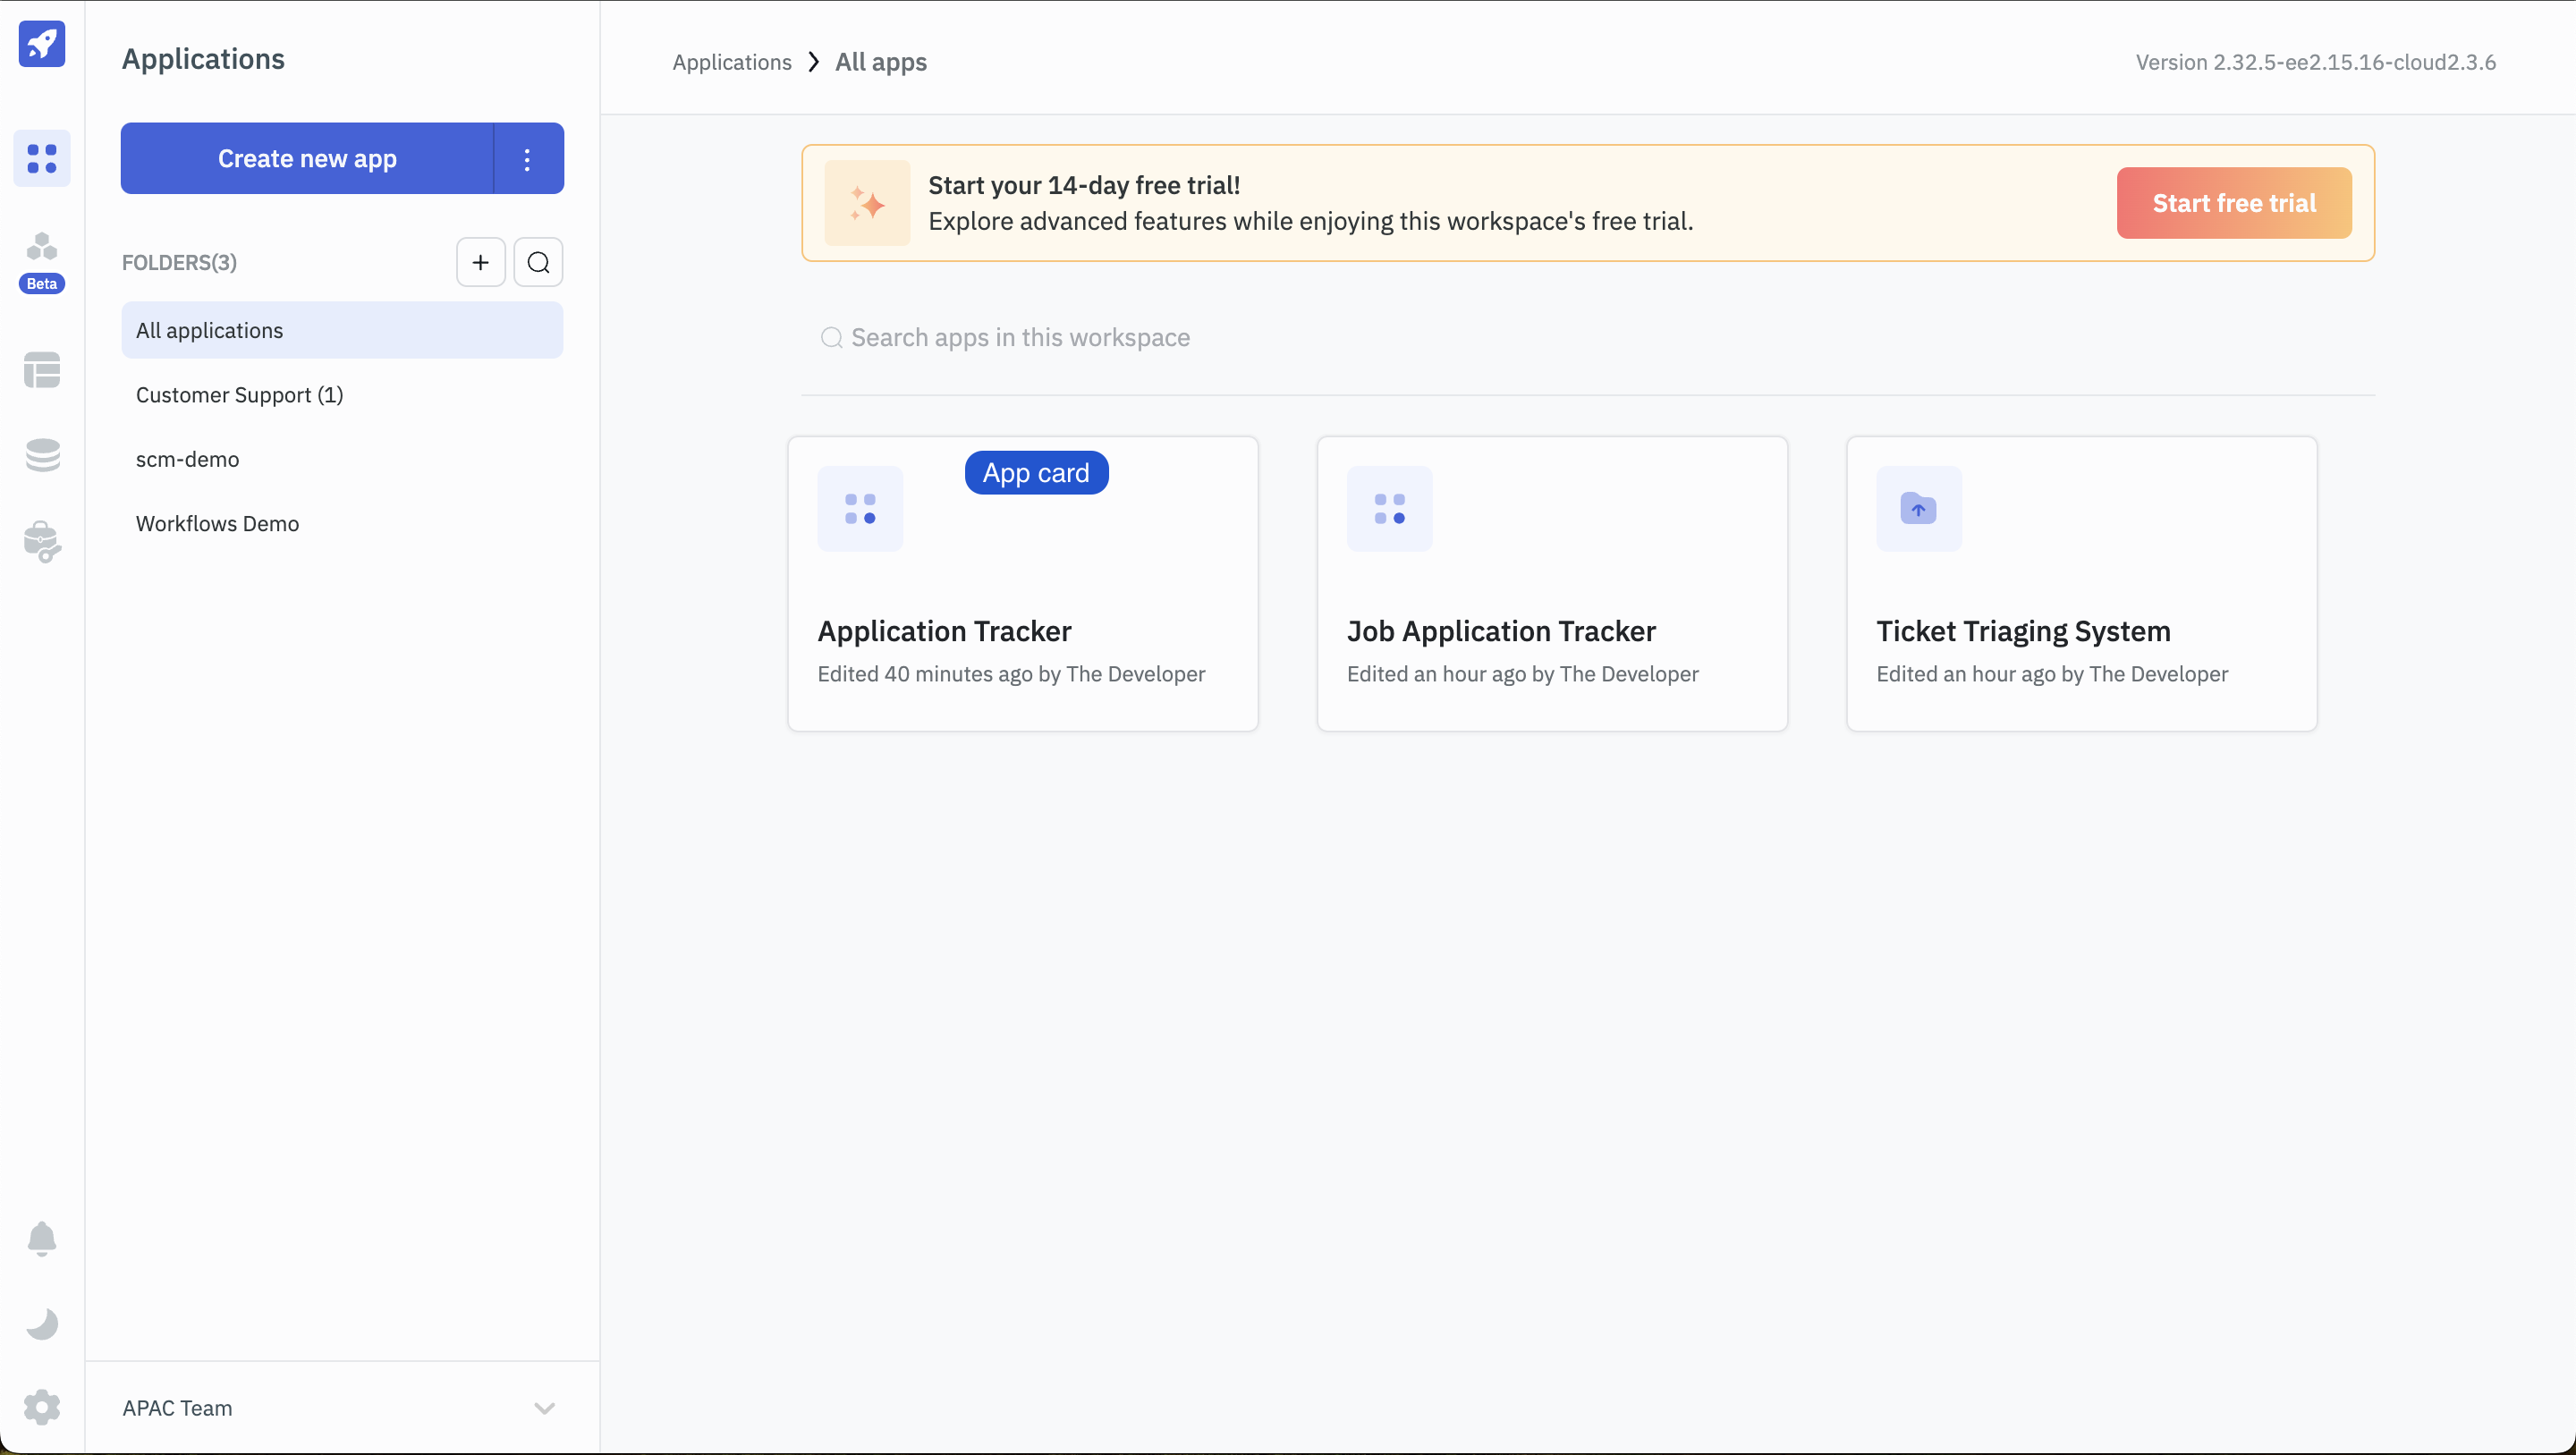 Applications
Create new app
Beta
FOLDERS(3)
All applications
Customer Support (1)
scm-demo
Workflows Demo
APAC Team
Applications
All apps
Version 2.32.5-ee2.15.16-cloud2.3.6
Start your 14-day free trial!
Explore advanced features while enjoying this workspace's free trial.
Start free trial
Search apps in this workspace
App card
Application Tracker
Edited 40 minutes ago by The Developer
Job Application Tracker
Edited an hour ago by The Developer
Ticket Triaging System
Edited an hour ago by The Developer